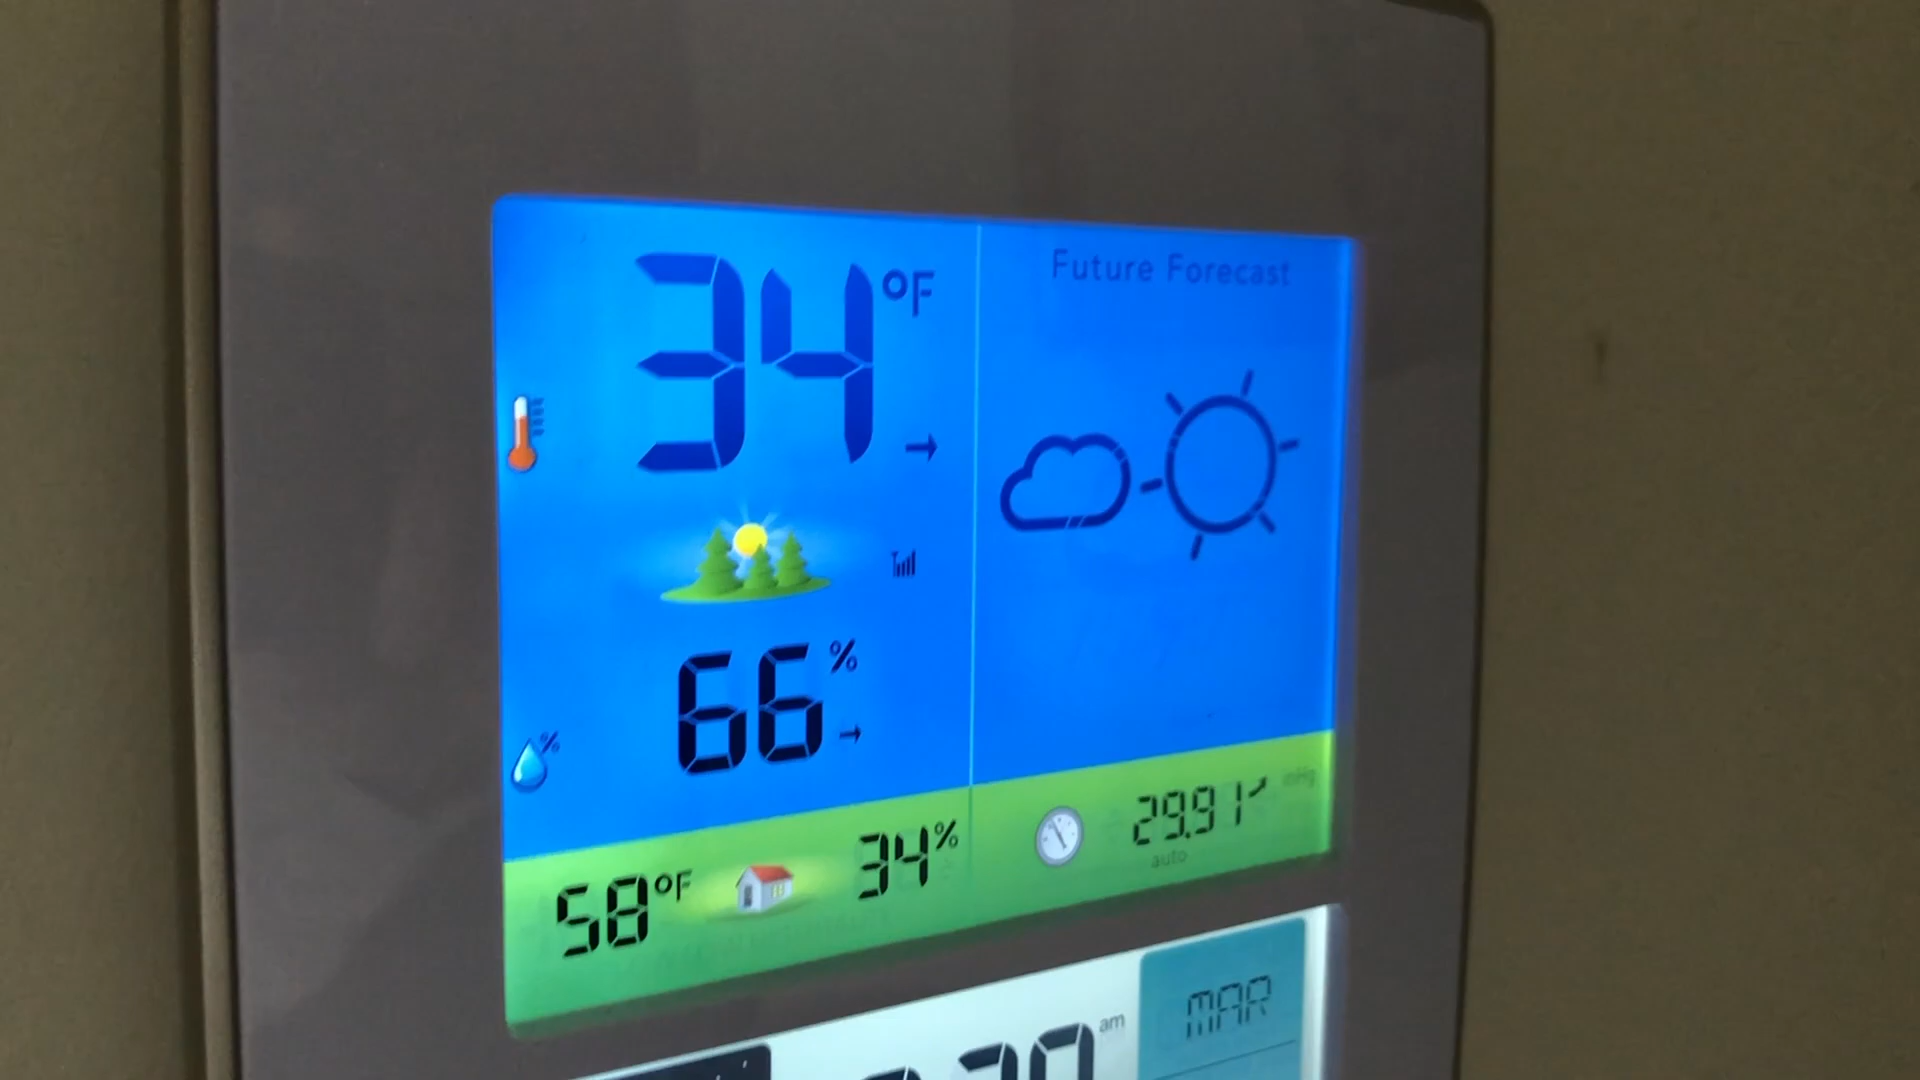 34 °F →
Future Forecast
66 % →
%
58 °F
34 %
29.91 inHg
auto
am
MAR